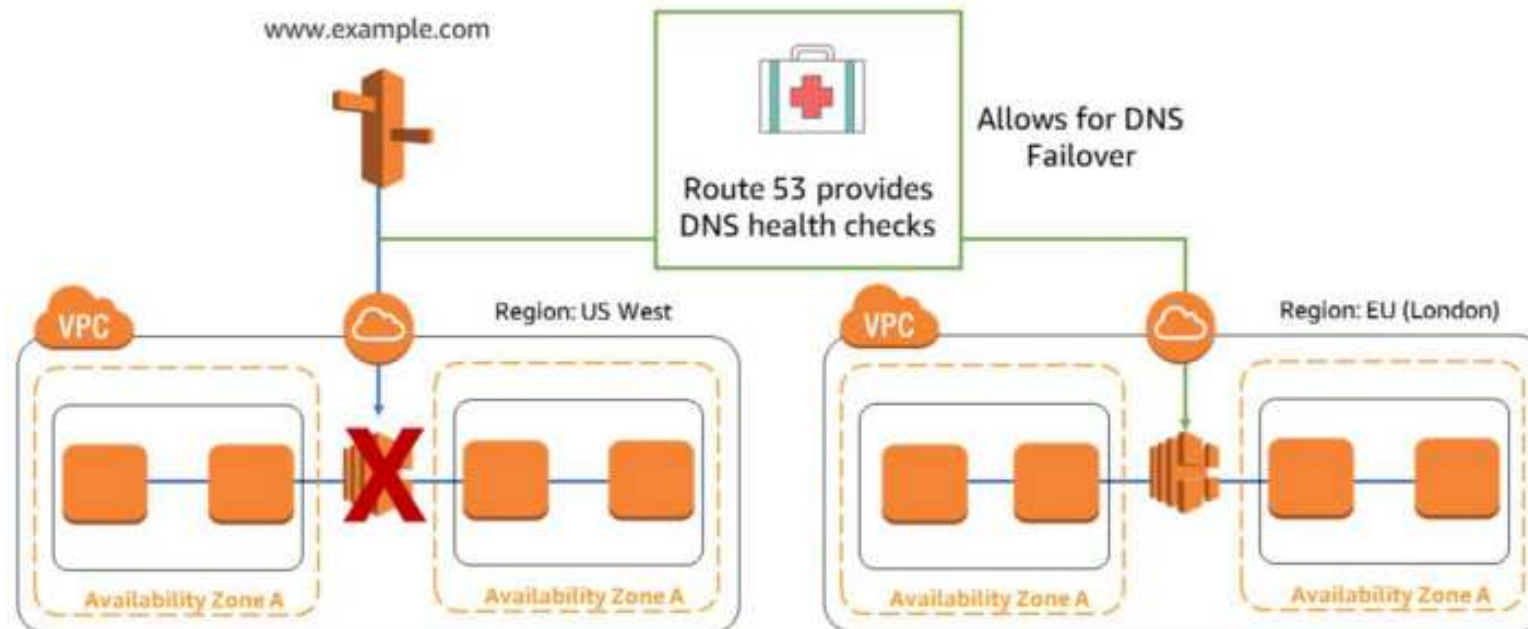 www.example.com
Allows for DNS
Failover
Route 53 provides
DNS health checks
VPC
Region: US West
VPC
Region: EU (London)
Availability Zone A
Availability Zone A
Availability Zone A
Availability Zone A